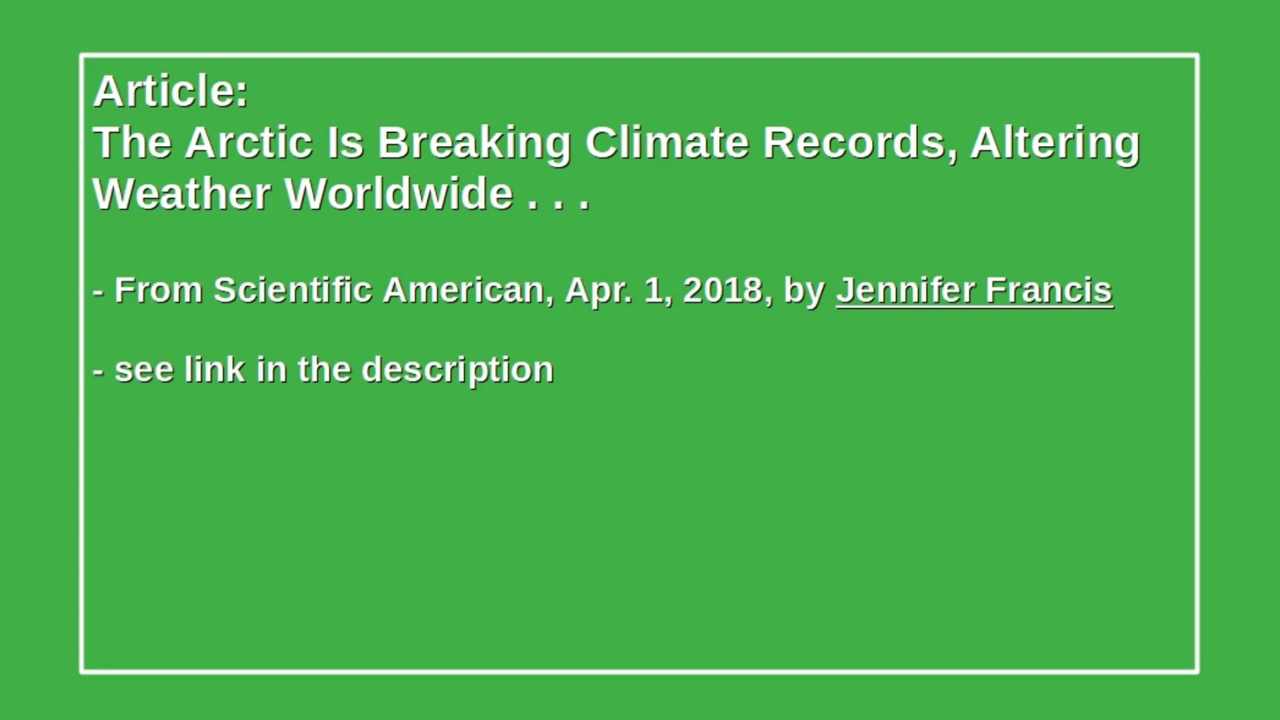 Article:
The Arctic Is Breaking Climate Records, Altering
Weather Worldwide . . .
- From Scientific American, Apr. 1, 2018, by Jennifer Francis
- see link in the description